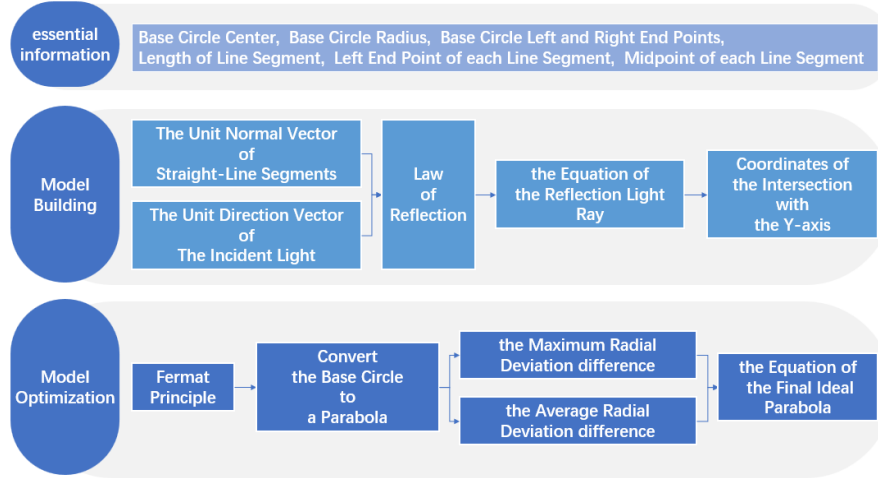 essential
information
Base Circle Center, Base Circle Radius, Base Circle Left and Right End Points,
Length of Line Segment, Left End Point of each Line Segment, Midpoint of each Line Segment
Model
Building
The Unit Normal Vector
of
Straight-Line Segments
The Unit Direction Vector
of
The Incident Light
Law
of
Reflection
the Equation of
the Reflection Light
Ray
Coordinates of
the Intersection
with
the Y-axis
Model
Optimization
Fermat
Principle
Convert
the Base Circle
to
a Parabola
the Maximum Radial
Deviation difference
the Average Radial
Deviation difference
the Equation of
the Final Ideal
Parabola